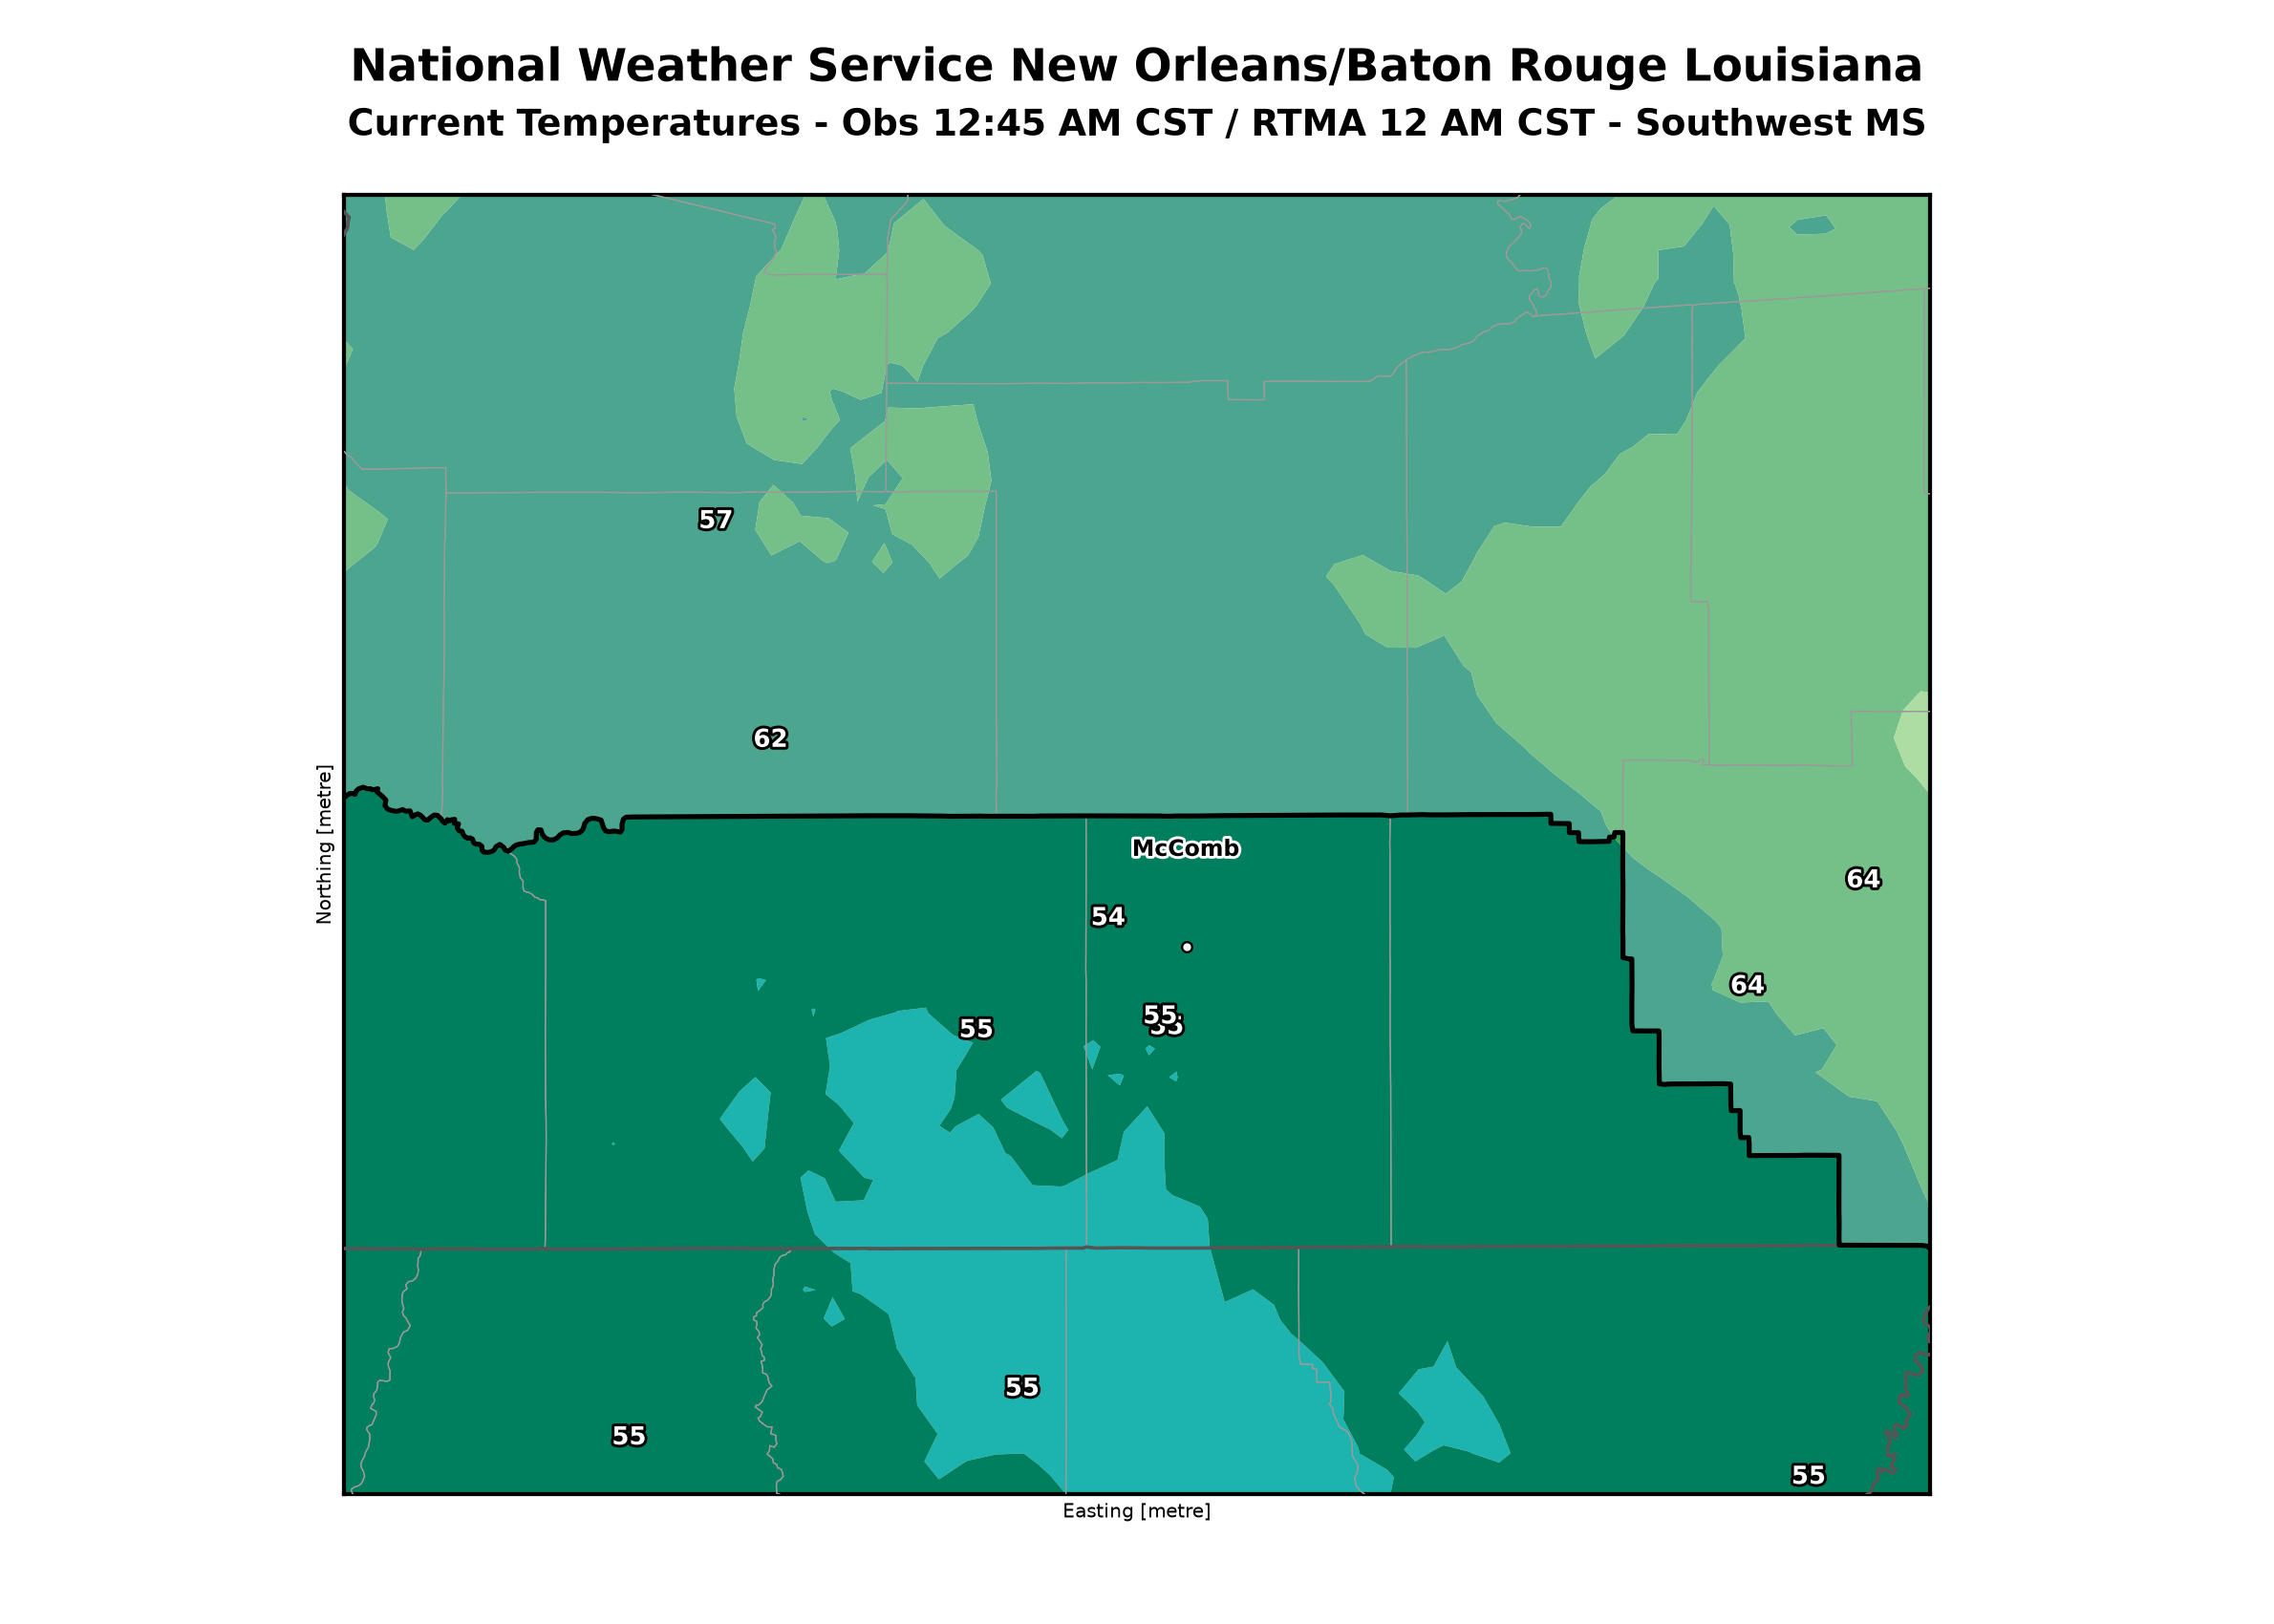 National Weather Service New Orleans/Baton Rouge Louisiana
Current Temperatures - Obs 12:45 AM CST / RTMA 12 AM CST - Southwest MS
57
62
McComb
64
54
64
55
55
55
55
55
Northing [metre]
Easting [metre]